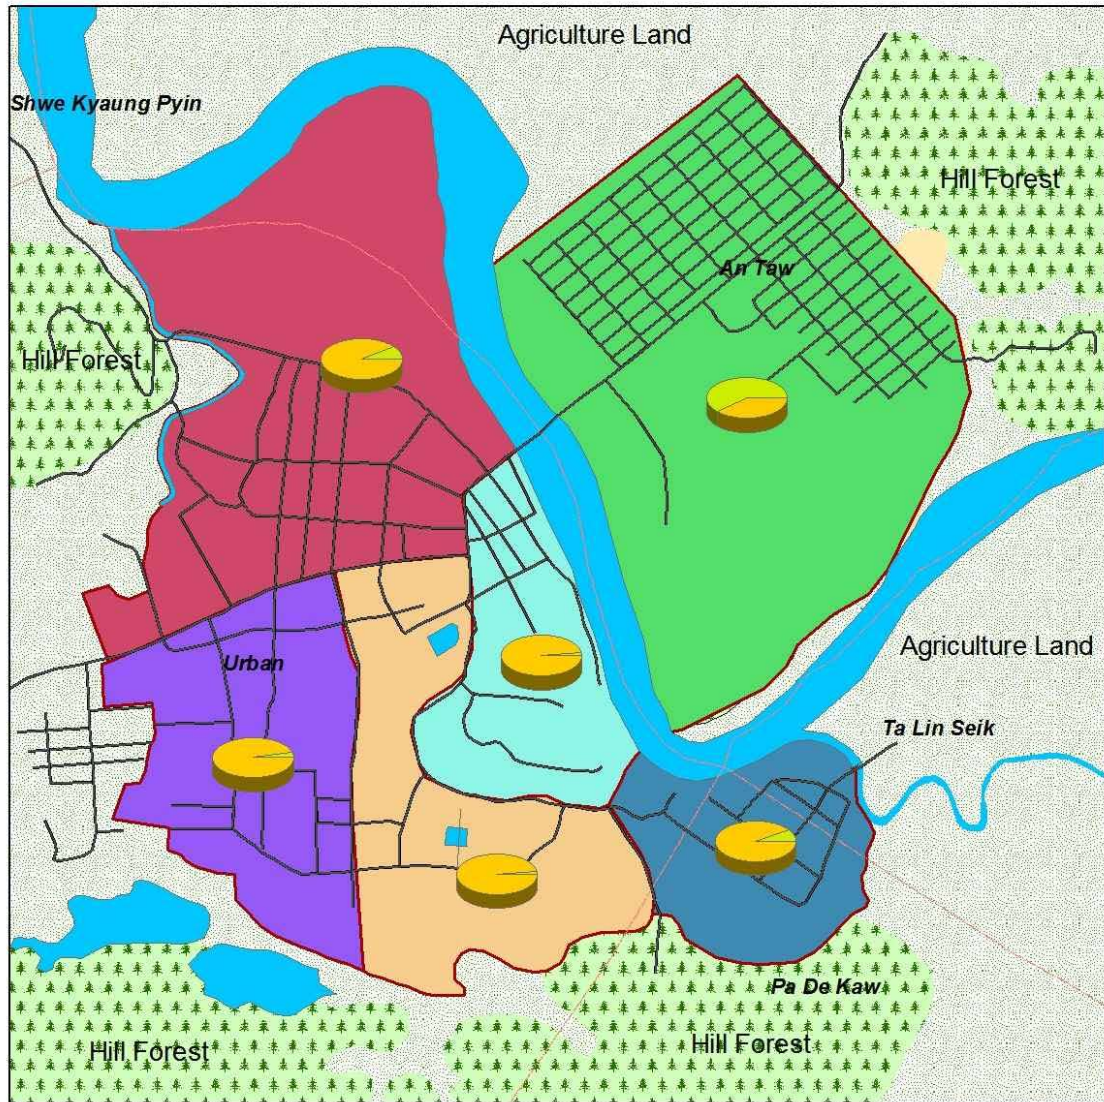 Agriculture Land
Shwe Kyaung Pyin
Hill Forest
An Taw
Hill Forest
Agriculture Land
Urban
Ta Lin Seik
Pa De Kaw
Hill Forest
Hill Forest